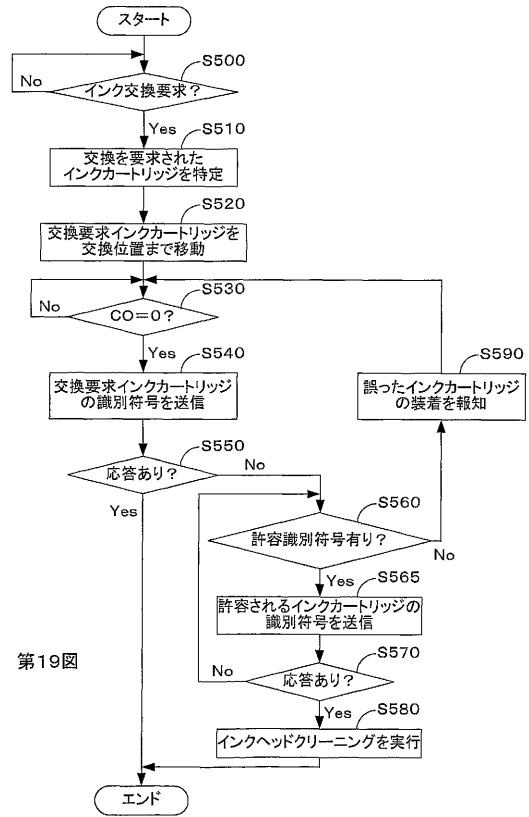 スタート
S500
No
インク交換要求？
Yes
S510
交換を要求された
インクカートリッジを特定
S520
交換要求インクカートリッジを
交換位置まで移動
S530
No
CO＝0？
Yes
S540
交換要求インクカートリッジ
の識別符号を送信
S590
誤ったインクカートリッジ
の装着を報知
S550
応答あり？
No
Yes
S560
許容識別符号有り？
No
Yes
S565
許容されるインクカートリッジの
識別符号を送信
第19図
S570
No
応答あり？
Yes
S580
インクヘッドクリーニングを実行
エンド